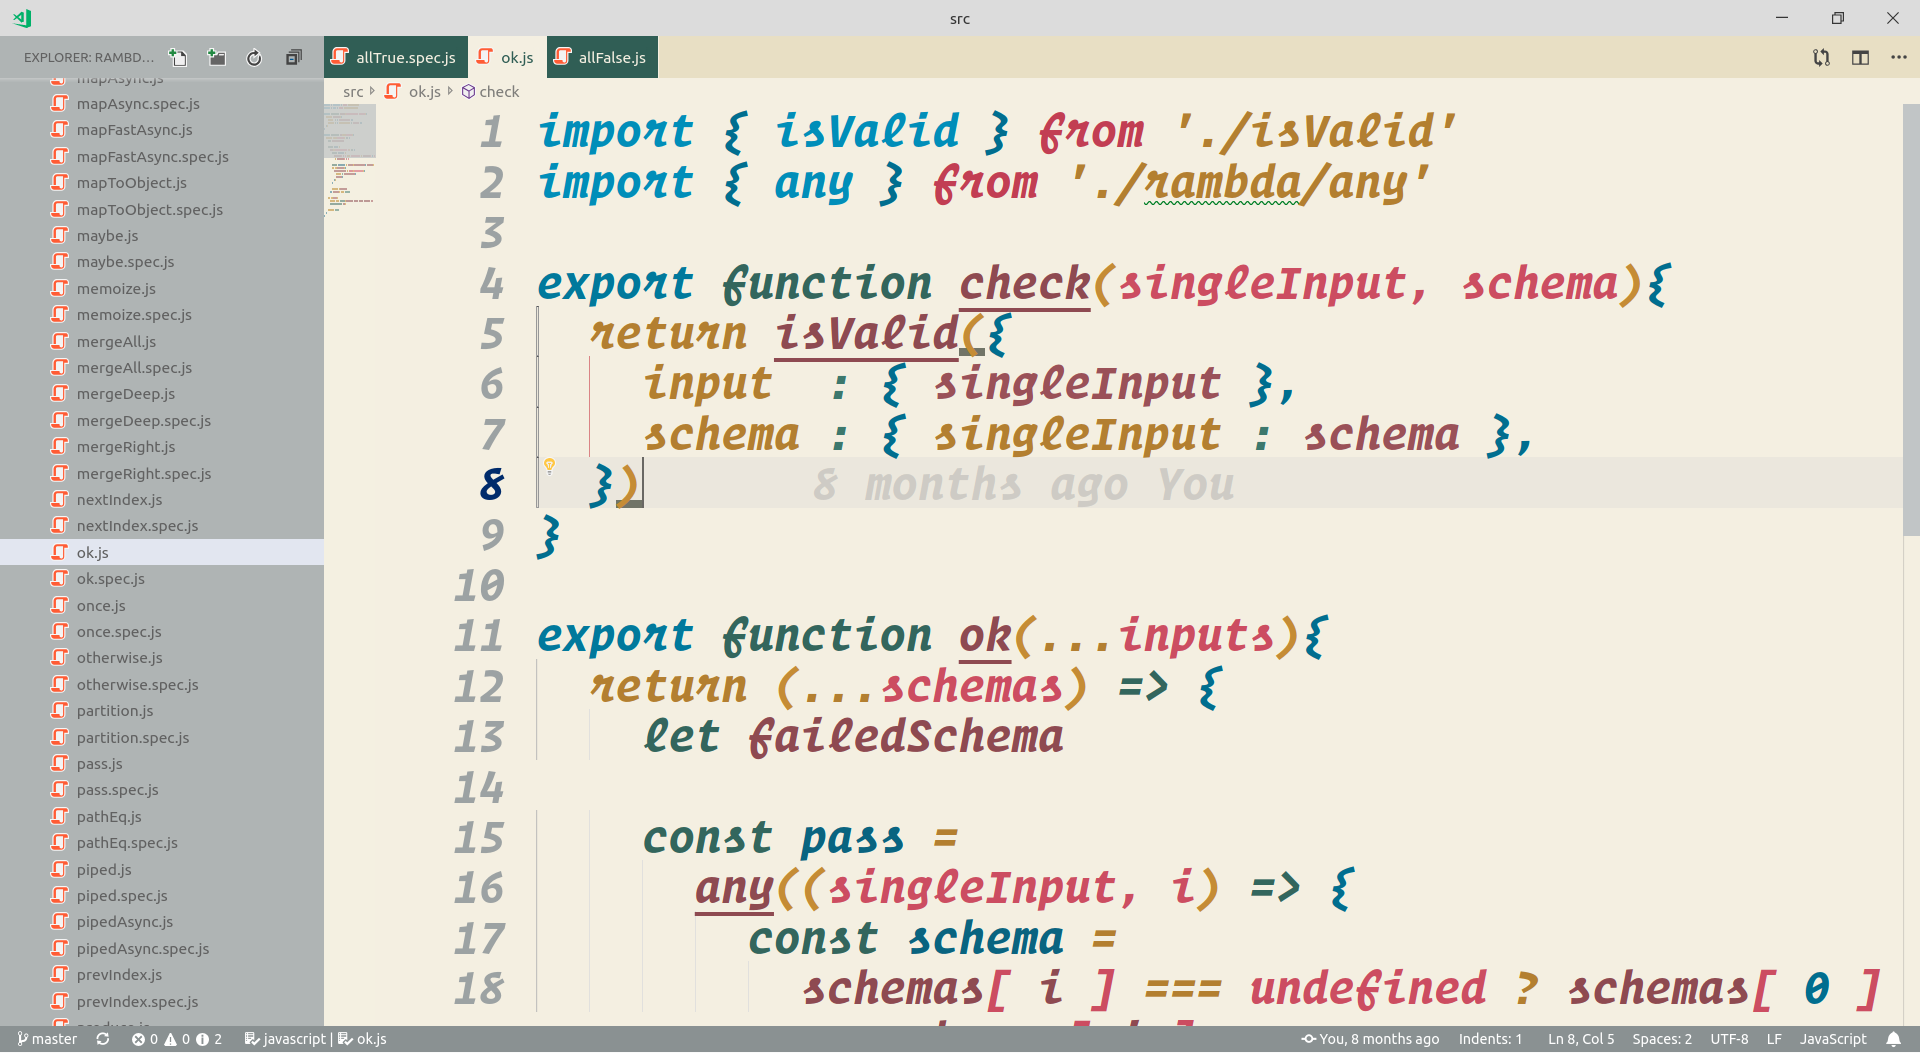 src
EXPLORER: RAMBD...
allTrue.spec.js
ok.js
allFalse.js
src
ok.js
check
mapAsync.js
mapAsync.spec.js
mapFastAsync.js
mapFastAsync.spec.js
mapToObject.js
mapToObject.spec.js
maybe.js
maybe.spec.js
memoize.js
memoize.spec.js
mergeAll.js
mergeAll.spec.js
mergeDeep.js
mergeDeep.spec.js
mergeRight.js
mergeRight.spec.js
nextIndex.js
nextIndex.spec.js
ok.js
ok.spec.js
once.js
once.spec.js
otherwise.js
otherwise.spec.js
partition.js
partition.spec.js
pass.js
pass.spec.js
pathEq.js
pathEq.spec.js
piped.js
piped.spec.js
pipedAsync.js
pipedAsync.spec.js
prevIndex.js
prevIndex.spec.js
1 import { isValid } from './isValid'
2 import { any } from './rambda/any'
3
4 export function check(singleInput, schema){
5 return isValid({
6 input : { singleInput },
7 schema : { singleInput : schema },
8 }) 8 months ago You
9 }
10
11 export function ok(...inputs){
12 return (...schemas) => {
13 let failedSchema
14
15 const pass =
16 any((singleInput, i) => {
17 const schema =
18 schemas[ i ] === undefined ? schemas[ 0 ]
master 0 0 2 javascript | ok.js You, 8 months ago Indents: 1 Ln 8, Col 5 Spaces: 2 UTF-8 LF JavaScript